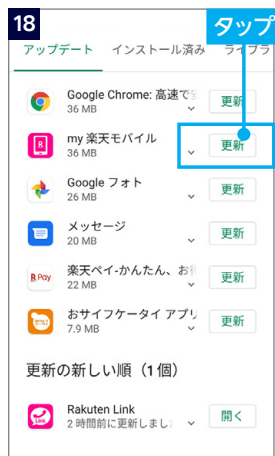 18
タップ
アップデート インストール済み ライブラ
Google Chrome: 高速で
更新
36 MB
my 楽天モバイル
更新
36 MB
Google フォト
更新
26 MB
メッセージ
更新
20 MB
R Pay
楽天ペイ-かんたん、お
更新
22 MB
おサイフケータイ アプリ
更新
7.9 MB
更新の新しい順（1 個）
Link
Rakuten Link
開く
2 時間前に更新しまし